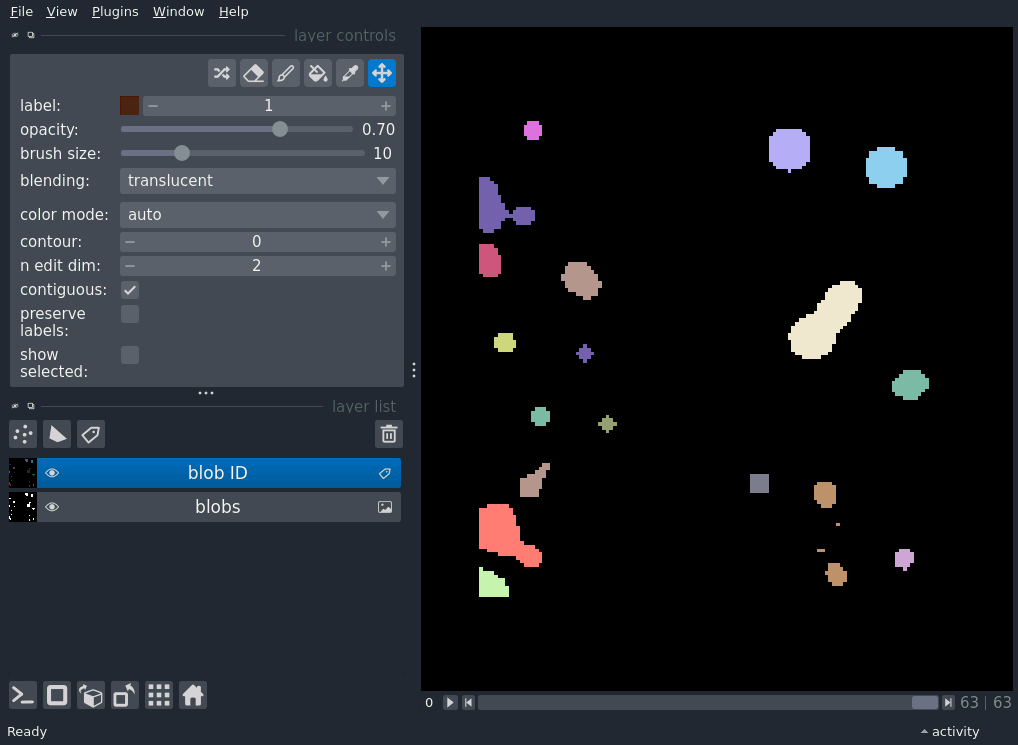 File View Plugins Window Help
layer controls
label: 1
opacity: 0.70
brush size: 10
blending: translucent
color mode: auto
contour: 0
n edit dim: 2
contiguous:
preserve
labels:
show
selected:
layer list
blob ID
blobs
0 63 | 63
Ready activity